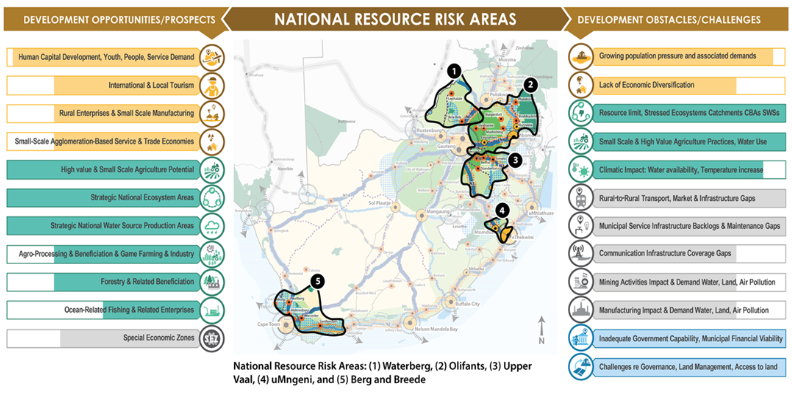 DEVELOPMENT OPPORTUNITIES/PROSPECTS
NATIONAL RESOURCE RISK AREAS
DEVELOPMENT OBSTACLES/CHALLENGES
Human Capital Development, Youth, People, Service Demand
International & Local Tourism
Rural Enterprises & Small Scale Manufacturing
Small-Scale Agglomeration-Based Service & Trade Economies
High value & Small Scale Agriculture Potential
Strategic National Ecosystem Areas
Strategic National Water Source Production Areas
Agro-Processing & Beneficiation & Game Farming & Industry
Forestry & Related Beneficiation
Ocean-Related Fishing & Related Enterprises
Special Economic Zones
SEZ
1
2
3
4
5
Sol Plaatje
Mangaung
uMhlathuze
Buffalo City
Cape Town
Nelson Mandela Bay
N
National Resource Risk Areas: (1) Waterberg, (2) Olifants, (3) Upper
Vaal, (4) uMngeni, and (5) Berg and Breede
Growing population pressure and associated demands
Lack of Economic Diversification
Resource limit, Stressed Ecosystems Catchments CBAs SWSs
Small Scale & High Value Agriculture Practices, Water Use
Climatic Impact: Water availability, Temperature increase
Rural-to-Rural Transport, Market & Infrastructure Gaps
Municipal Service Infrastructure Backlogs & Maintenance Gaps
Communication Infrastructure Coverage Gaps
Mining Activities Impact & Demand Water, Land, Air Pollution
Manufacturing Impact & Demand Water, Land, Air Pollution
Inadequate Government Capability, Municipal Financial Viability
Challenges re Governance, Land Management, Access to land